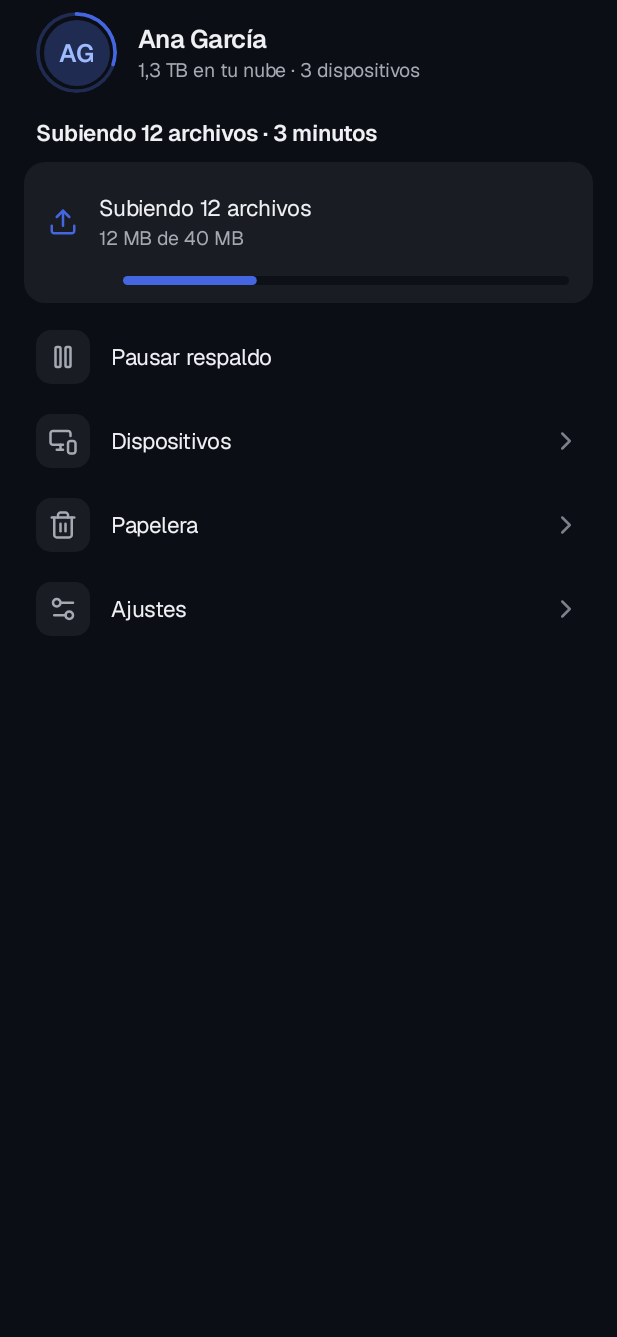 AG
Ana García
1,3 TB en tu nube · 3 dispositivos
Subiendo 12 archivos · 3 minutos
Subiendo 12 archivos
12 MB de 40 MB
Pausar respaldo
Dispositivos
Papelera
Ajustes